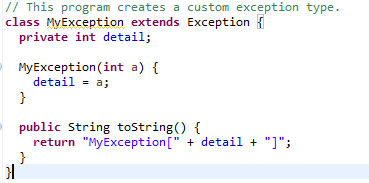 // This program creates a custom exception type.
class MyException extends Exception {
  private int detail;

  MyException(int a) {
    detail = a;
  }

  public String toString() {
    return "MyException[" + detail + "]";
  }
}